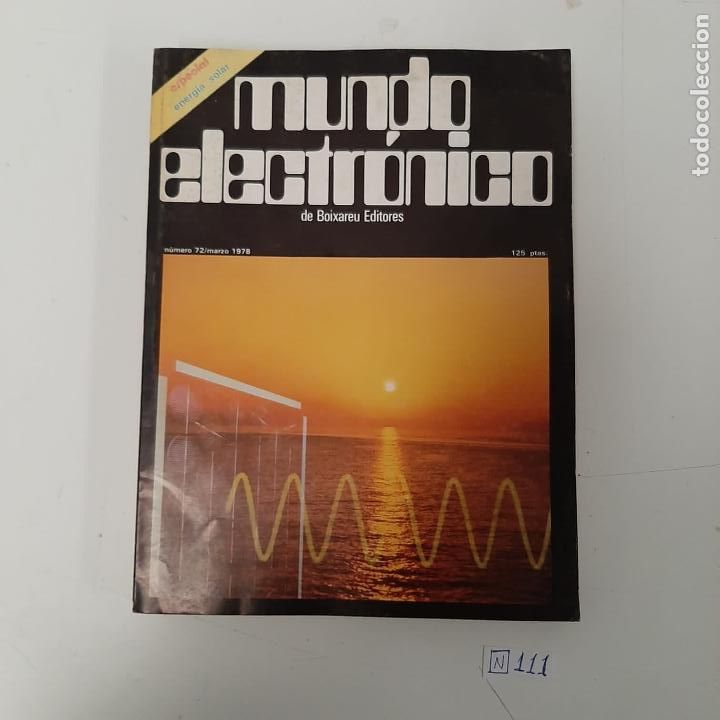 especial
energía solar
mundo
electrónico
de Boixareu Editores
número 72/marzo 1978
125 ptas.
N 111
todocoleccion